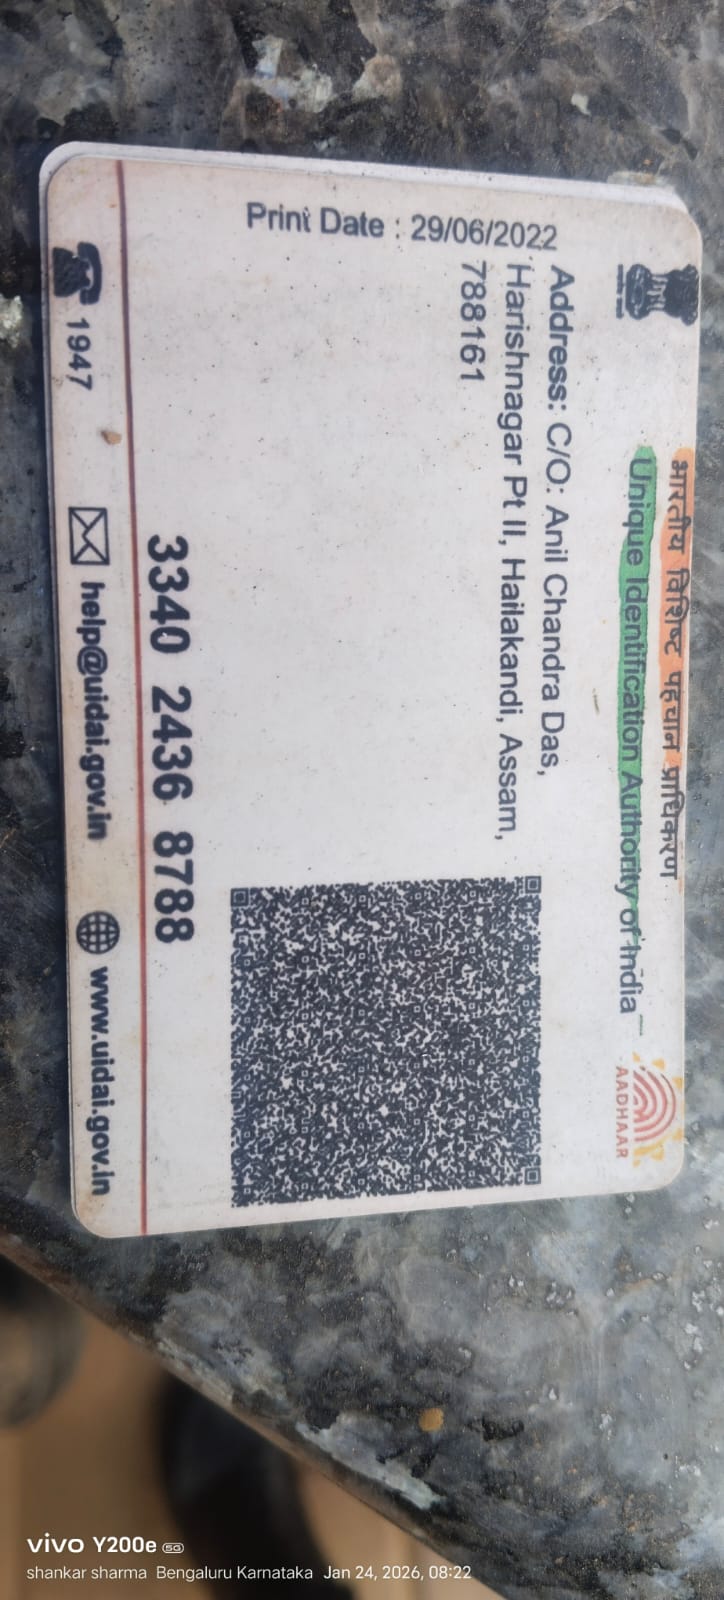 भारतीय विशिष्ट पहचान प्राधिकरण
Unique Identification Authority of India
AADHAAR
Address: C/O: Anil Chandra Das,
Harishnagar Pt II, Hailakandi, Assam,
788161
Print Date : 29/06/2022
3340 2436 8788
1947
help@uidai.gov.in
www.uidai.gov.in
vivo Y200e 5G
shankar sharma Bengaluru Karnataka Jan 24, 2026, 08:22